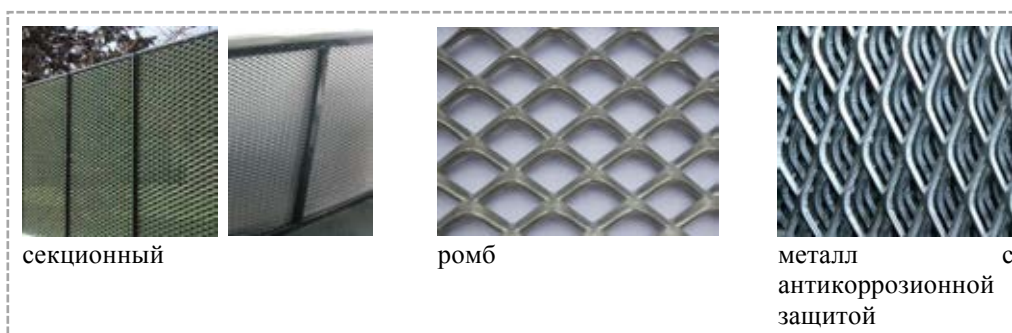 секционный
ромб
металл с
антикоррозионной
защитой